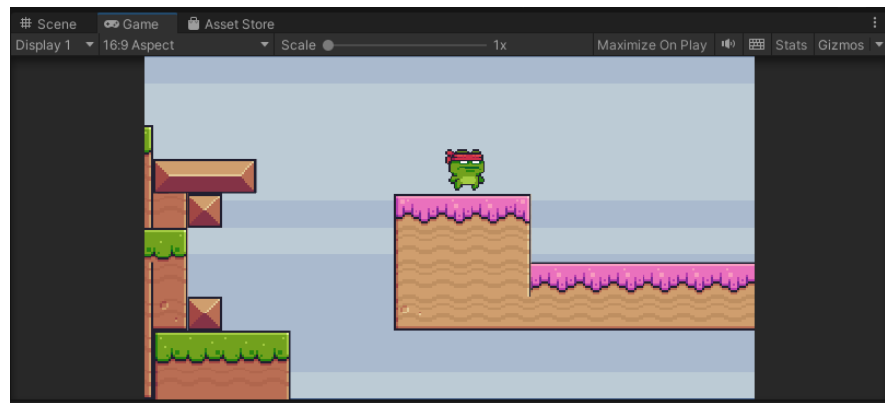 Scene Game Asset Store
Display 1 16:9 Aspect Scale 1x Maximize On Play Stats Gizmos